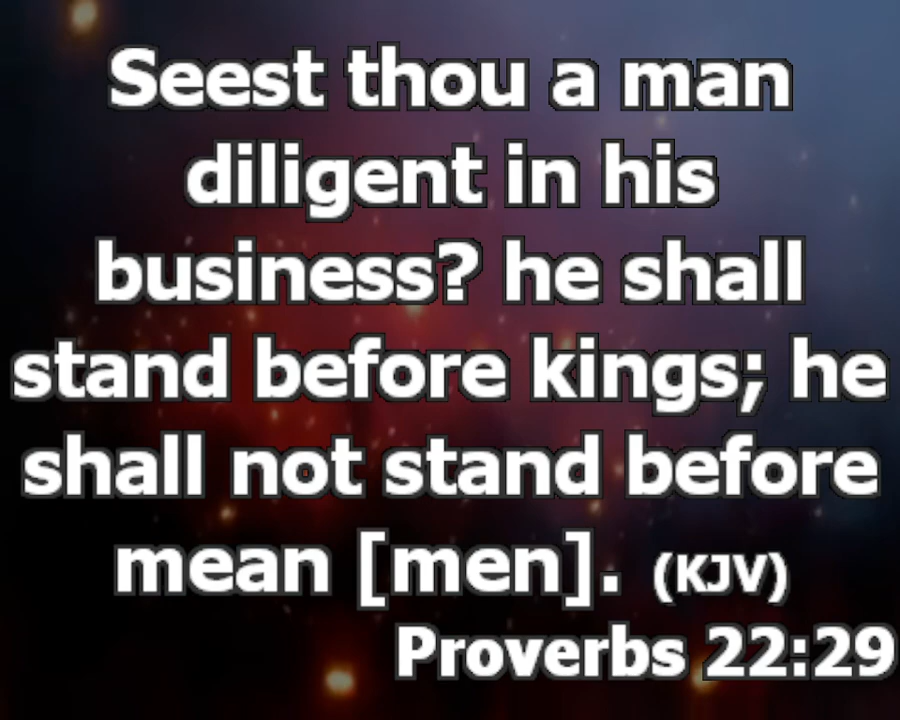 Seest thou a man
diligent in his
business? he shall
stand before kings; he
shall not stand before
mean [men]. (KJV)
Proverbs 22:29